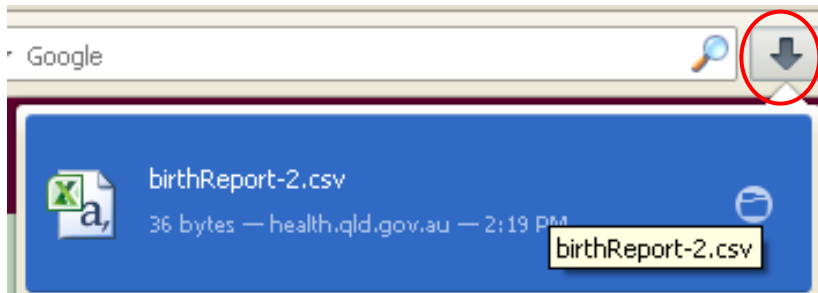 Google
birthReport-2.csv
36 bytes — health.qld.gov.au — 2:19 PM
birthReport-2.csv